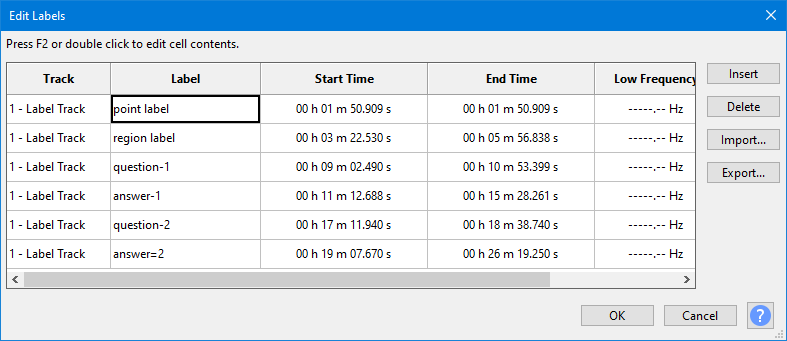 Edit Labels
Press F2 or double click to edit cell contents.
Track Label Start Time End Time Low Frequency Insert
1 - Label Track point label 00 h 01 m 50.909 s 00 h 01 m 50.909 s -----.-- Hz Delete
1 - Label Track region label 00 h 03 m 22.530 s 00 h 05 m 56.838 s -----.-- Hz Import...
1 - Label Track question-1 00 h 09 m 02.490 s 00 h 10 m 53.399 s -----.-- Hz Export...
1 - Label Track answer-1 00 h 11 m 12.688 s 00 h 15 m 28.261 s -----.-- Hz
1 - Label Track question-2 00 h 17 m 11.940 s 00 h 18 m 38.740 s -----.-- Hz
1 - Label Track answer=2 00 h 19 m 07.670 s 00 h 26 m 19.250 s -----.-- Hz
OK Cancel ?